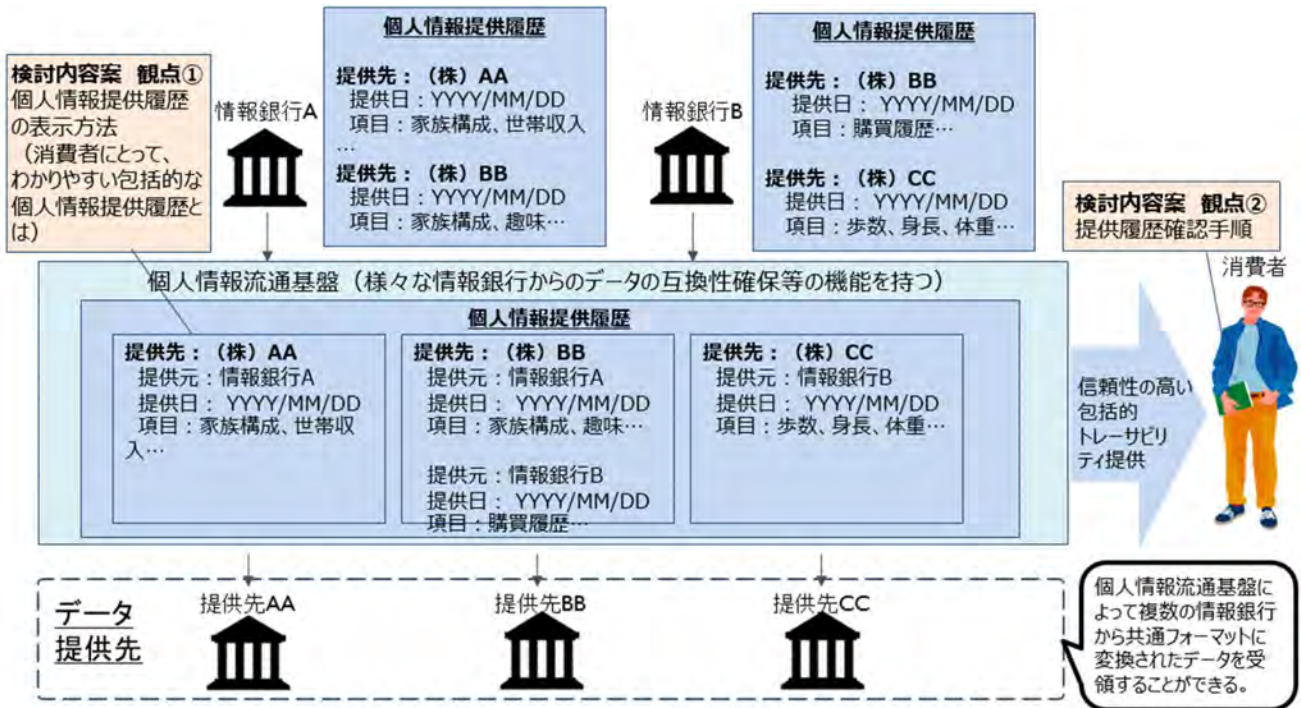 検討内容案 観点①
個人情報提供履歴
の表示方法
（消費者にとって、
わかりやすい包括的な
個人情報提供履歴と
は）
情報銀行A
個人情報提供履歴
提供先：（株）AA
提供日：YYYY/MM/DD
項目：家族構成、世帯収入
…
提供先：（株）BB
提供日：YYYY/MM/DD
項目：家族構成、趣味…
情報銀行B
個人情報提供履歴
提供先：（株）BB
提供日： YYYY/MM/DD
項目：購買履歴…
提供先：（株）CC
提供日： YYYY/MM/DD
項目：歩数、身長、体重…
検討内容案 観点②
提供履歴確認手順
消費者
個人情報流通基盤（様々な情報銀行からのデータの互換性確保等の機能を持つ）
個人情報提供履歴
提供先：（株）AA
提供元：情報銀行A
提供日： YYYY/MM/DD
項目：家族構成、世帯収
入…
提供先：（株）BB
提供元：情報銀行A
提供日： YYYY/MM/DD
項目：家族構成、趣味…
提供元：情報銀行B
提供日： YYYY/MM/DD
項目：購買履歴…
提供先：（株）CC
提供元：情報銀行B
提供日： YYYY/MM/DD
項目：歩数、身長、体重…
信頼性の高い
包括的
トレーサビリ
ティ提供
データ
提供先
提供先AA
提供先BB
提供先CC
個人情報流通基盤に
よって複数の情報銀行
から共通フォーマットに
変換されたデータを受
領することができる。